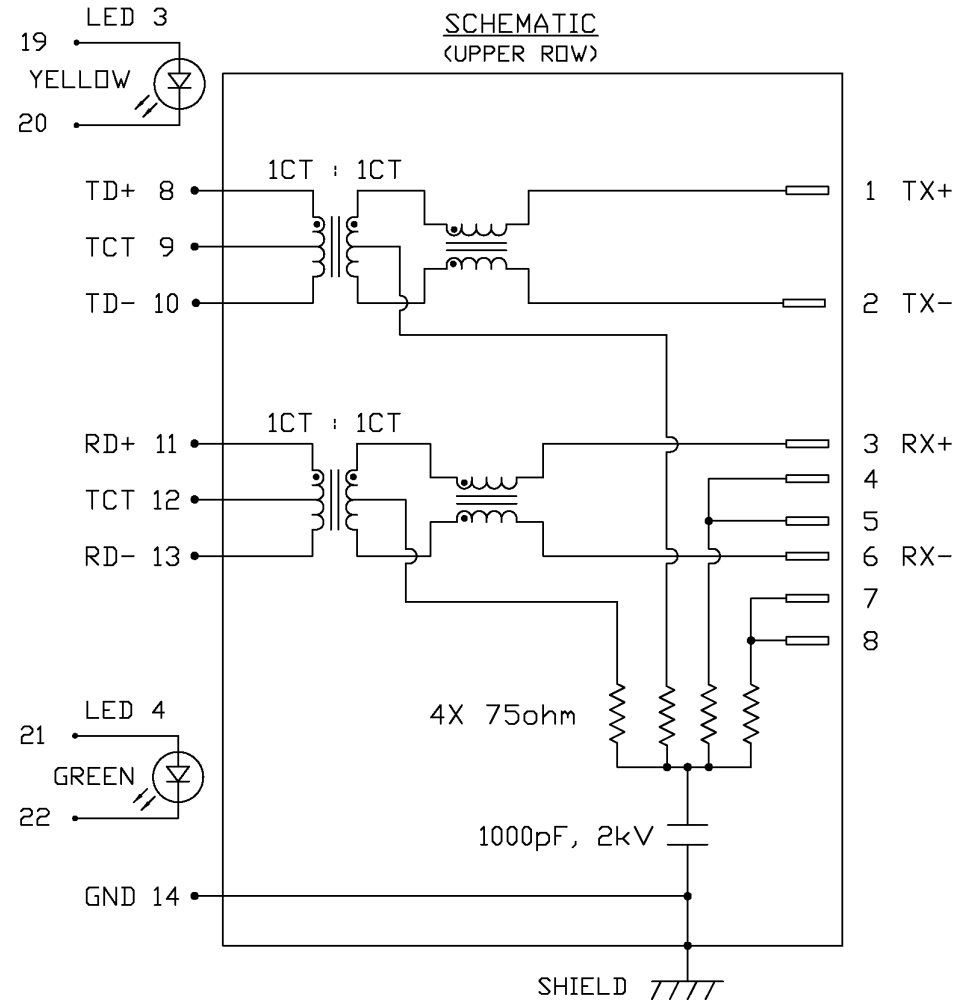 LED 3
SCHEMATIC
19
(UPPER ROW)
YELLOW
20
1CT : 1CT
TD+ 8
1 TX+
TCT 9
TD- 10
2 TX-
1CT : 1CT
RD+ 11
3 RX+
4
TCT 12
5
RD- 13
6 RX-
7
8
LED 4
4X 75ohm
21
GREEN
22
1000pF, 2kV
GND 14
SHIELD